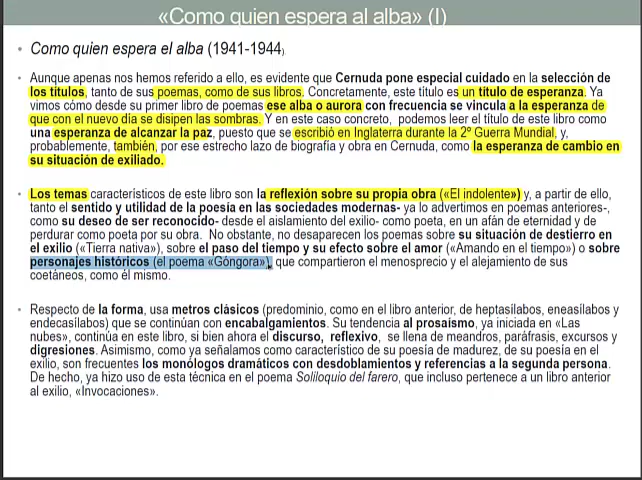 «Como quien espera al alba» (I)
Como quien espera el alba (1941-1944).
Aunque apenas nos hemos referido a ello, es evidente que Cernuda pone especial cuidado en la selección de
los títulos, tanto de sus poemas, como de sus libros. Concretamente, este título es un título de esperanza. Ya
vimos cómo desde su primer libro de poemas ese alba o aurora con frecuencia se vincula a la esperanza de
que con el nuevo día se disipen las sombras. Y en este caso concreto, podemos leer el título de este libro como
una esperanza de alcanzar la paz, puesto que se escribió en Inglaterra durante la 2º Guerra Mundial, y,
probablemente, también, por ese estrecho lazo de biografía y obra en Cernuda, como la esperanza de cambio en
su situación de exiliado.
Los temas característicos de este libro son la reflexión sobre su propia obra («El indolente») y, a partir de ello,
tanto el sentido y utilidad de la poesía en las sociedades modernas- ya lo advertimos en poemas anteriores-,
como su deseo de ser reconocido- desde el aislamiento del exilio- como poeta, en un afán de eternidad y de
perdurar como poeta por su obra. No obstante, no desaparecen los poemas sobre su situación de destierro en
el exilio («Tierra nativa»), sobre el paso del tiempo y su efecto sobre el amor («Amando en el tiempo») o sobre
personajes históricos (el poema «Góngora»), que compartieron el menosprecio y el alejamiento de sus
coetáneos, como él mismo.
Respecto de la forma, usa metros clásicos (predominio, como en el libro anterior, de heptasílabos, eneasílabos y
endecasílabos) que se continúan con encabalgamientos. Su tendencia al prosaísmo, ya iniciada en «Las
nubes», continúa en este libro, si bien ahora el discurso, reflexivo, se llena de meandros, paráfrasis, excursos y
digresiones. Asimismo, como ya señalamos como característico de su poesía de madurez, de su poesía en el
exilio, son frecuentes los monólogos dramáticos con desdoblamientos y referencias a la segunda persona.
De hecho, ya hizo uso de esta técnica en el poema Soliloquio del farero, que incluso pertenece a un libro anterior
al exilio, «Invocaciones».